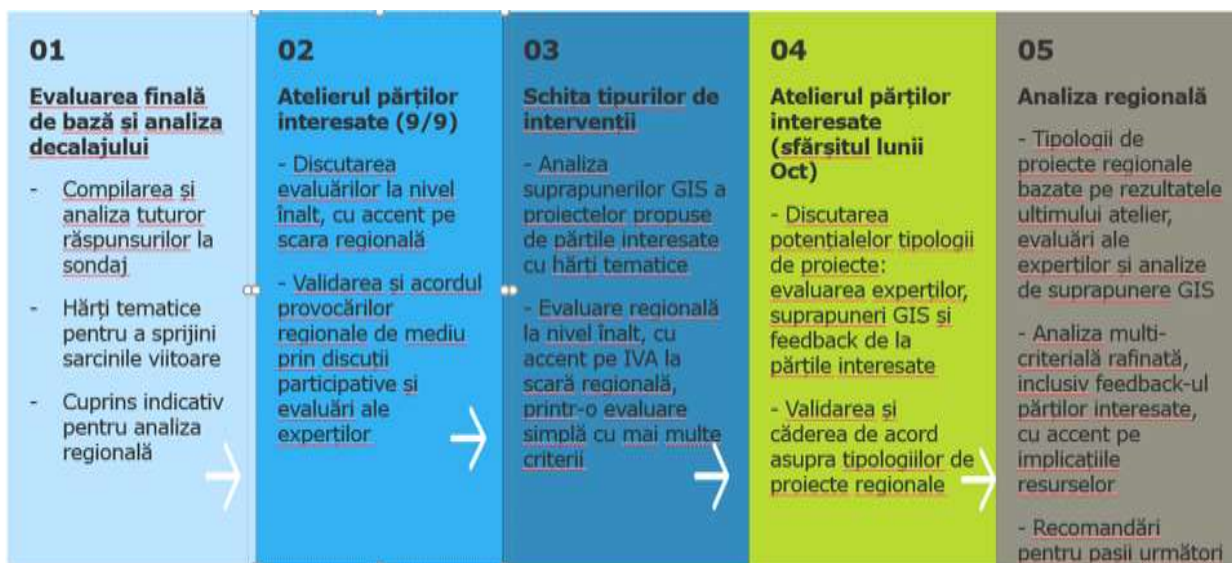 01
Evaluarea finală
de bază și analiza
decalajului
- Compilarea și
analiza tuturor
răspunsurilor la
sondaj
- Hărți tematice
pentru a sprijini
sarcinile viitoare
- Cuprins indicativ
pentru analiza
regională
02
Atelierul părților
interesate (9/9)
- Discutarea
evaluărilor la nivel
înalt, cu accent pe
scara regională
- Validarea și acordul
provocărilor
regionale de mediu
prin discuții
participative și
evaluări ale
experților
03
Schita tipurilor de
intervenții
- Analiza
suprapunerilor GIS a
proiectelor propuse
de părțile interesate
cu hărti tematice
- Evaluare regională
la nivel înalt, cu
accent pe IVA la
scară regională,
printr-o evaluare
simplă cu mai multe
criterii
04
Atelierul părților
interesate
(sfărșitul lunii
Oct)
- Discutarea
potențialelor tipologii
de proiecte:
evaluarea experților,
suprapuneri GIS și
feedback de la
părțile interesate
- Validarea și
căderea de acord
asupra tipologiilor de
proiecte regionale
05
Analiza regională
- Tipologii de
proiecte regionale
bazate pe rezultatele
ultimului atelier,
evaluări ale
experților si analize
de suprapunere GIS
- Analiza multi-
criterială rafinată,
inclusiv feedback-ul
părților interesate,
cu accent pe
implicațiile
resurselor
- Recomandări
pentru pașii următori